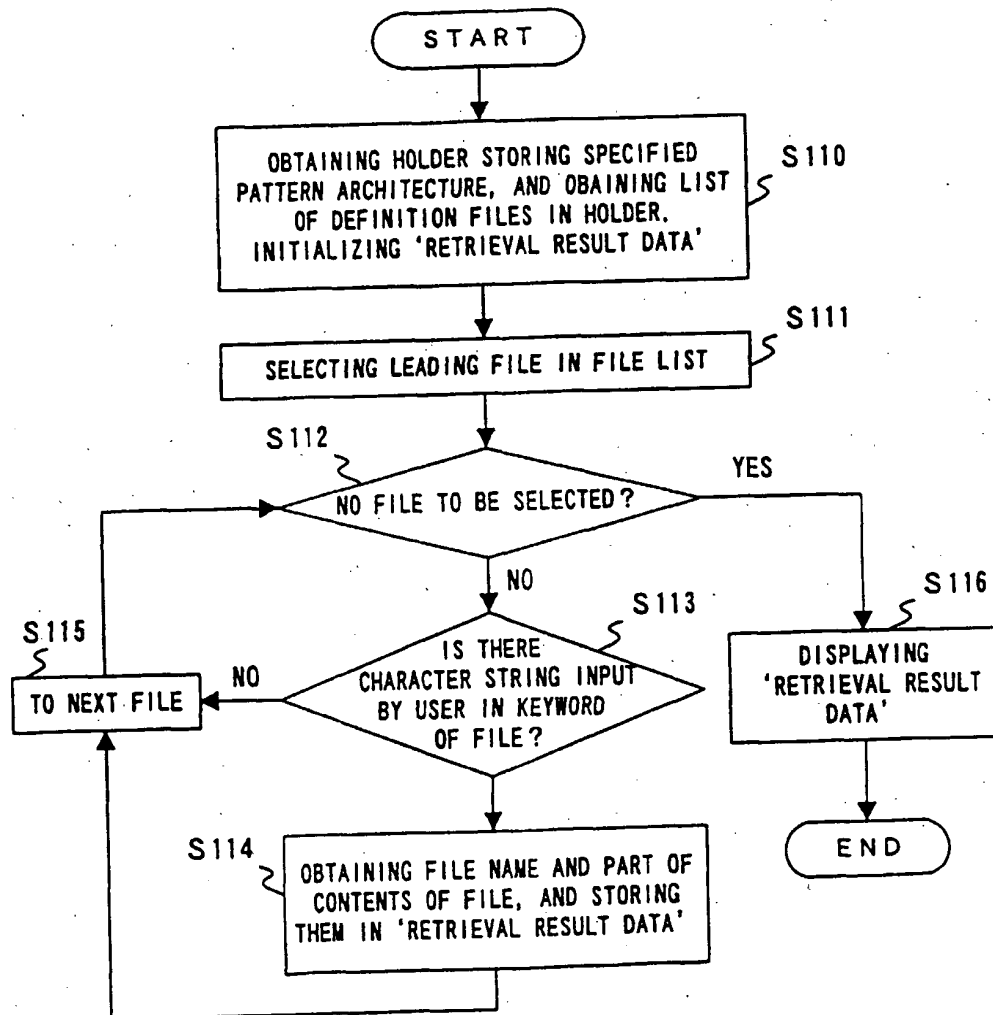 START
OBTAINING HOLDER STORING SPECIFIED
PATTERN ARCHITECTURE, AND OBAINING LIST
OF DEFINITION FILES IN HOLDER.
INITIALIZING 'RETRIEVAL RESULT DATA'
S110
S111
SELECTING LEADING FILE IN FILE LIST
S112
NO FILE TO BE SELECTED?
YES
NO
S113
IS THERE
CHARACTER STRING INPUT
BY USER IN KEYWORD
OF FILE?
NO
S115
TO NEXT FILE
S116
DISPLAYING
'RETRIEVAL RESULT
DATA'
END
S114
OBTAINING FILE NAME AND PART OF
CONTENTS OF FILE, AND STORING
THEM IN 'RETRIEVAL RESULT DATA'